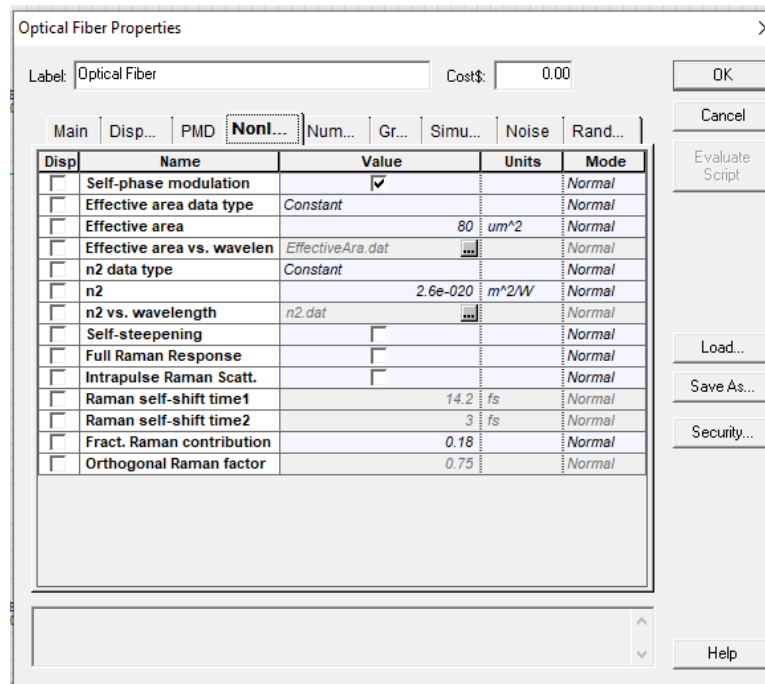 Optical Fiber Properties
Label: Optical Fiber Cost$: 0.00 OK
Cancel
Main Disp... PMD Nonl... Num... Gr... Simu... Noise Rand...
Evaluate Script
Disp Name Value Units Mode
Self-phase modulation Normal
Effective area data type Constant Normal
Effective area 80 um^2 Normal
Effective area vs. wavelen EffectiveAra.dat ... Normal
n2 data type Constant Normal
n2 2.6e-020 m^2/W Normal
n2 vs. wavelength n2.dat ... Normal
Self-steepening Normal
Full Raman Response Normal
Load...
Intrapulse Raman Scatt. Normal
Save As...
Raman self-shift time1 14.2 fs Normal
Raman self-shift time2 3 fs Normal
Security...
Fract. Raman contribution 0.18 Normal
Orthogonal Raman factor 0.75 Normal
Help